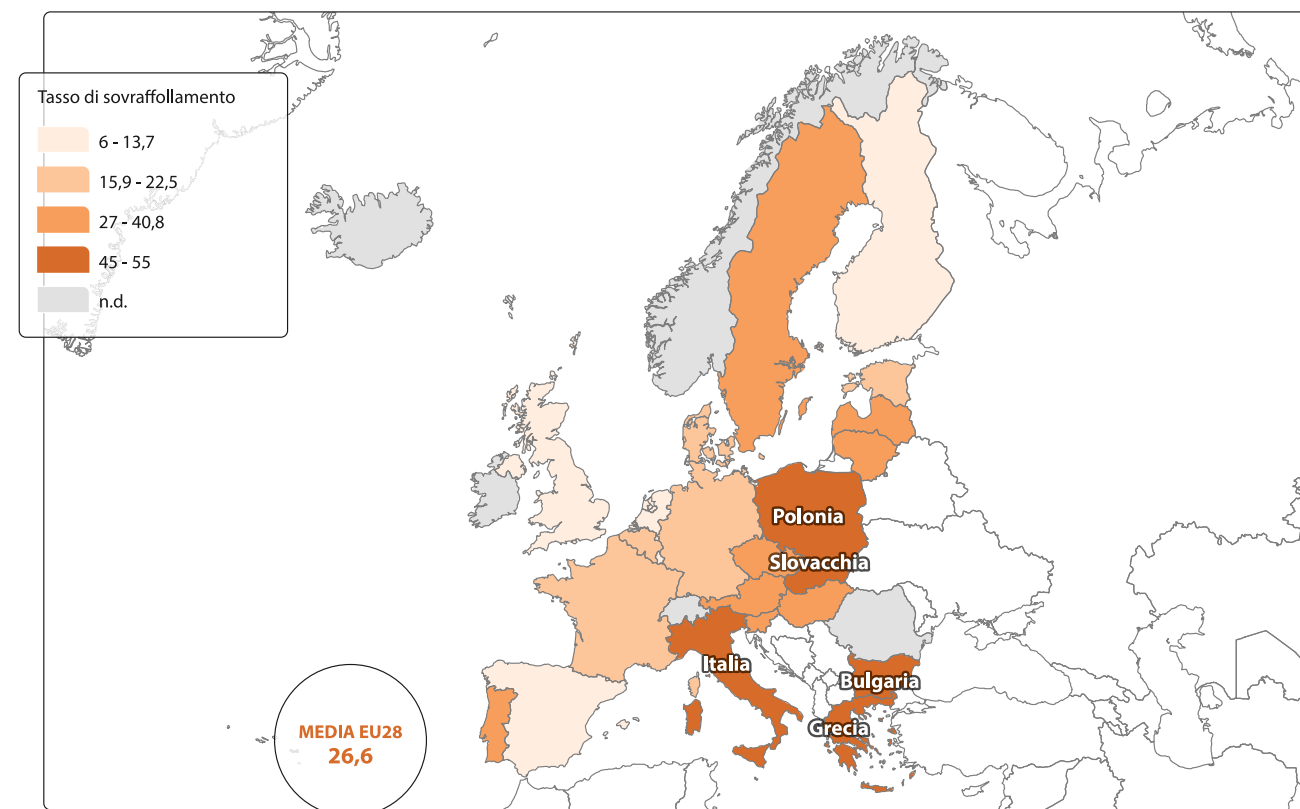 Tasso di sovraffollamento
6 - 13,7
15,9 - 22,5
27 - 40,8
45 - 55
n.d.
Polonia
Slovacchia
Italia
Bulgaria
Grecia
MEDIA EU28
26,6